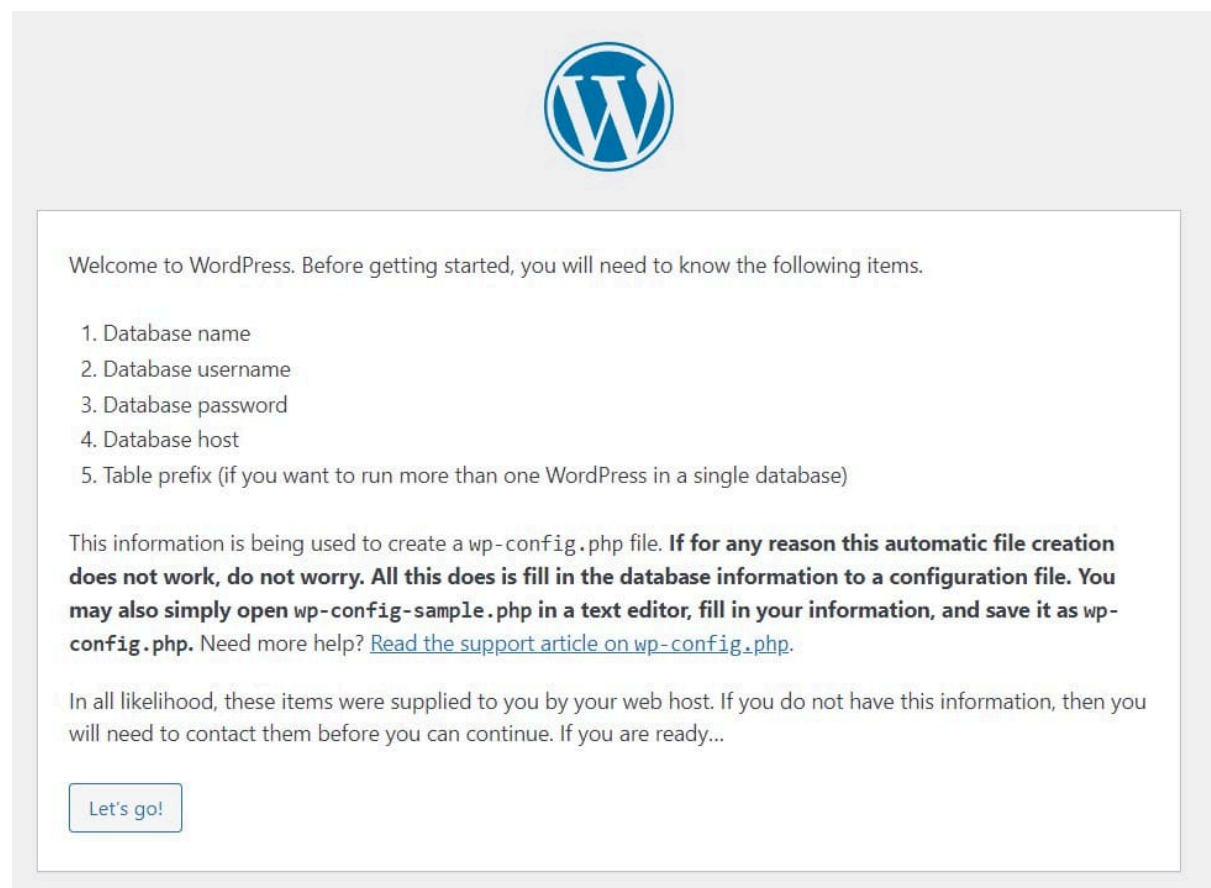 W
Welcome to WordPress. Before getting started, you will need to know the following items.
1. Database name
2. Database username
3. Database password
4. Database host
5. Table prefix (if you want to run more than one WordPress in a single database)
This information is being used to create a wp-config.php file. If for any reason this automatic file creation
does not work, do not worry. All this does is fill in the database information to a configuration file. You
may also simply open wp-config-sample.php in a text editor, fill in your information, and save it as wp-
config.php. Need more help? Read the support article on wp-config.php.
In all likelihood, these items were supplied to you by your web host. If you do not have this information, then you
will need to contact them before you can continue. If you are ready...
Let's go!